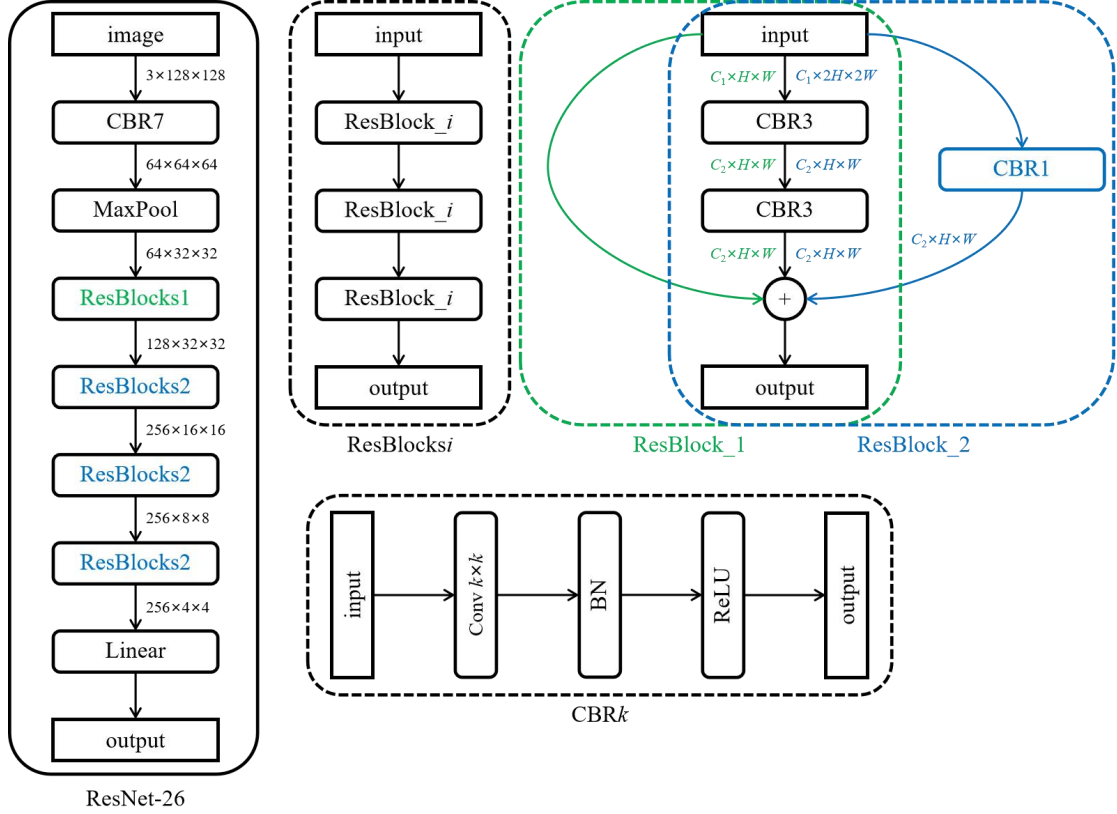 image
3×128×128
CBR7
64×64×64
MaxPool
64×32×32
ResBlocks1
128×32×32
ResBlocks2
256×16×16
ResBlocks2
256×8×8
ResBlocks2
256×4×4
Linear
output
ResNet-26
input
ResBlock_i
ResBlock_i
ResBlock_i
output
ResBlocksi
input
C₁×H×W C₁×2H×2W
CBR3
C₂×H×W C₂×H×W
CBR3
C₂×H×W C₂×H×W
+
output
CBR1
C₂×H×W
ResBlock_1
ResBlock_2
input
Conv k×k
BN
ReLU
output
CBRk